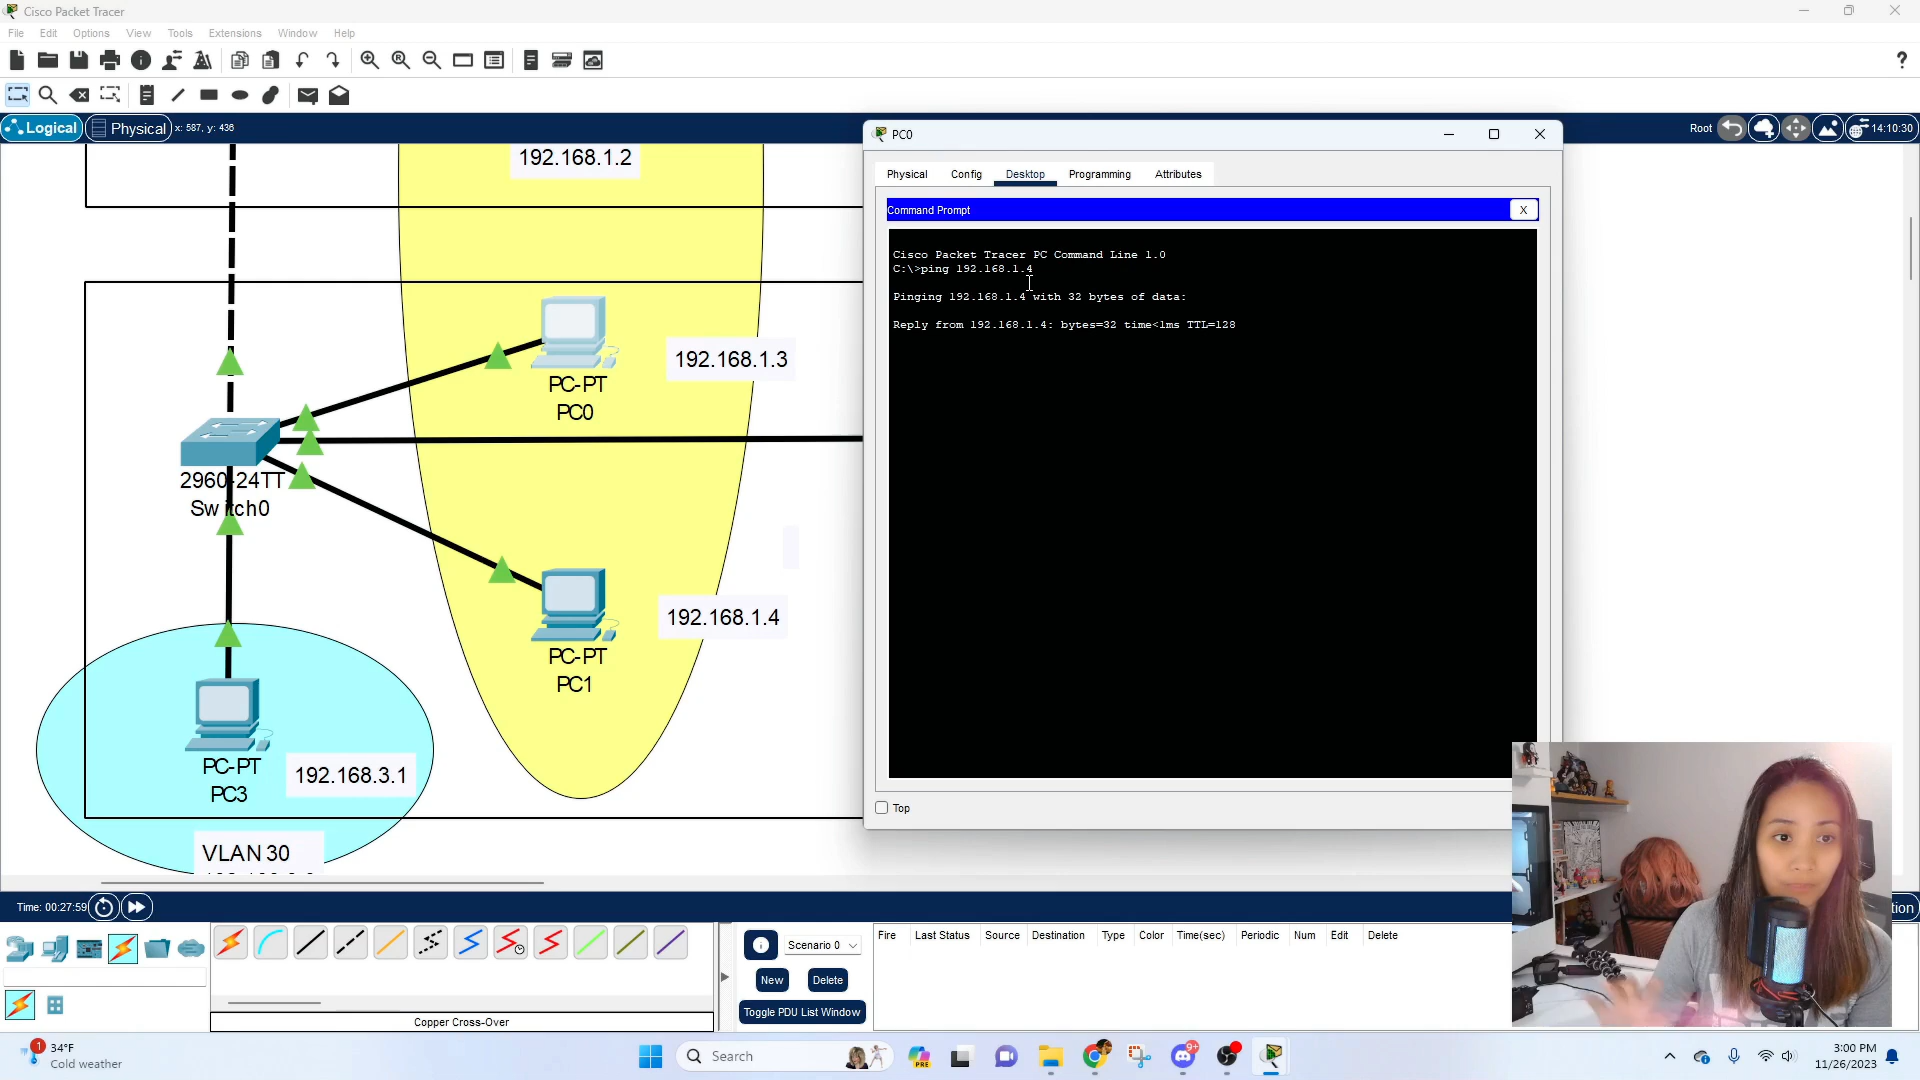 Cisco Packet Tracer
File Edit Options View Tools Extensions Window Help
Logical Physical x: 587, y: 436
Root 14:10:30
192.168.1.2
PC-PT
PC0
192.168.1.3
2960-24TT
Switch0
PC-PT
PC1
192.168.1.4
PC-PT
PC3
192.168.3.1
VLAN 30
PC0
Physical Config Desktop Programming Attributes
Command Prompt X
Cisco Packet Tracer PC Command Line 1.0
C:\>ping 192.168.1.4
Pinging 192.168.1.4 with 32 bytes of data:
Reply from 192.168.1.4: bytes=32 time<1ms TTL=128
Top
Time: 00:27:59
Scenario 0
New Delete
Toggle PDU List Window
Fire Last Status Source Destination Type Color Time(sec) Periodic Num Edit Delete
Copper Cross-Over
1
34°F
Cold weather
Search
PRE
9+
3:00 PM
11/26/2023